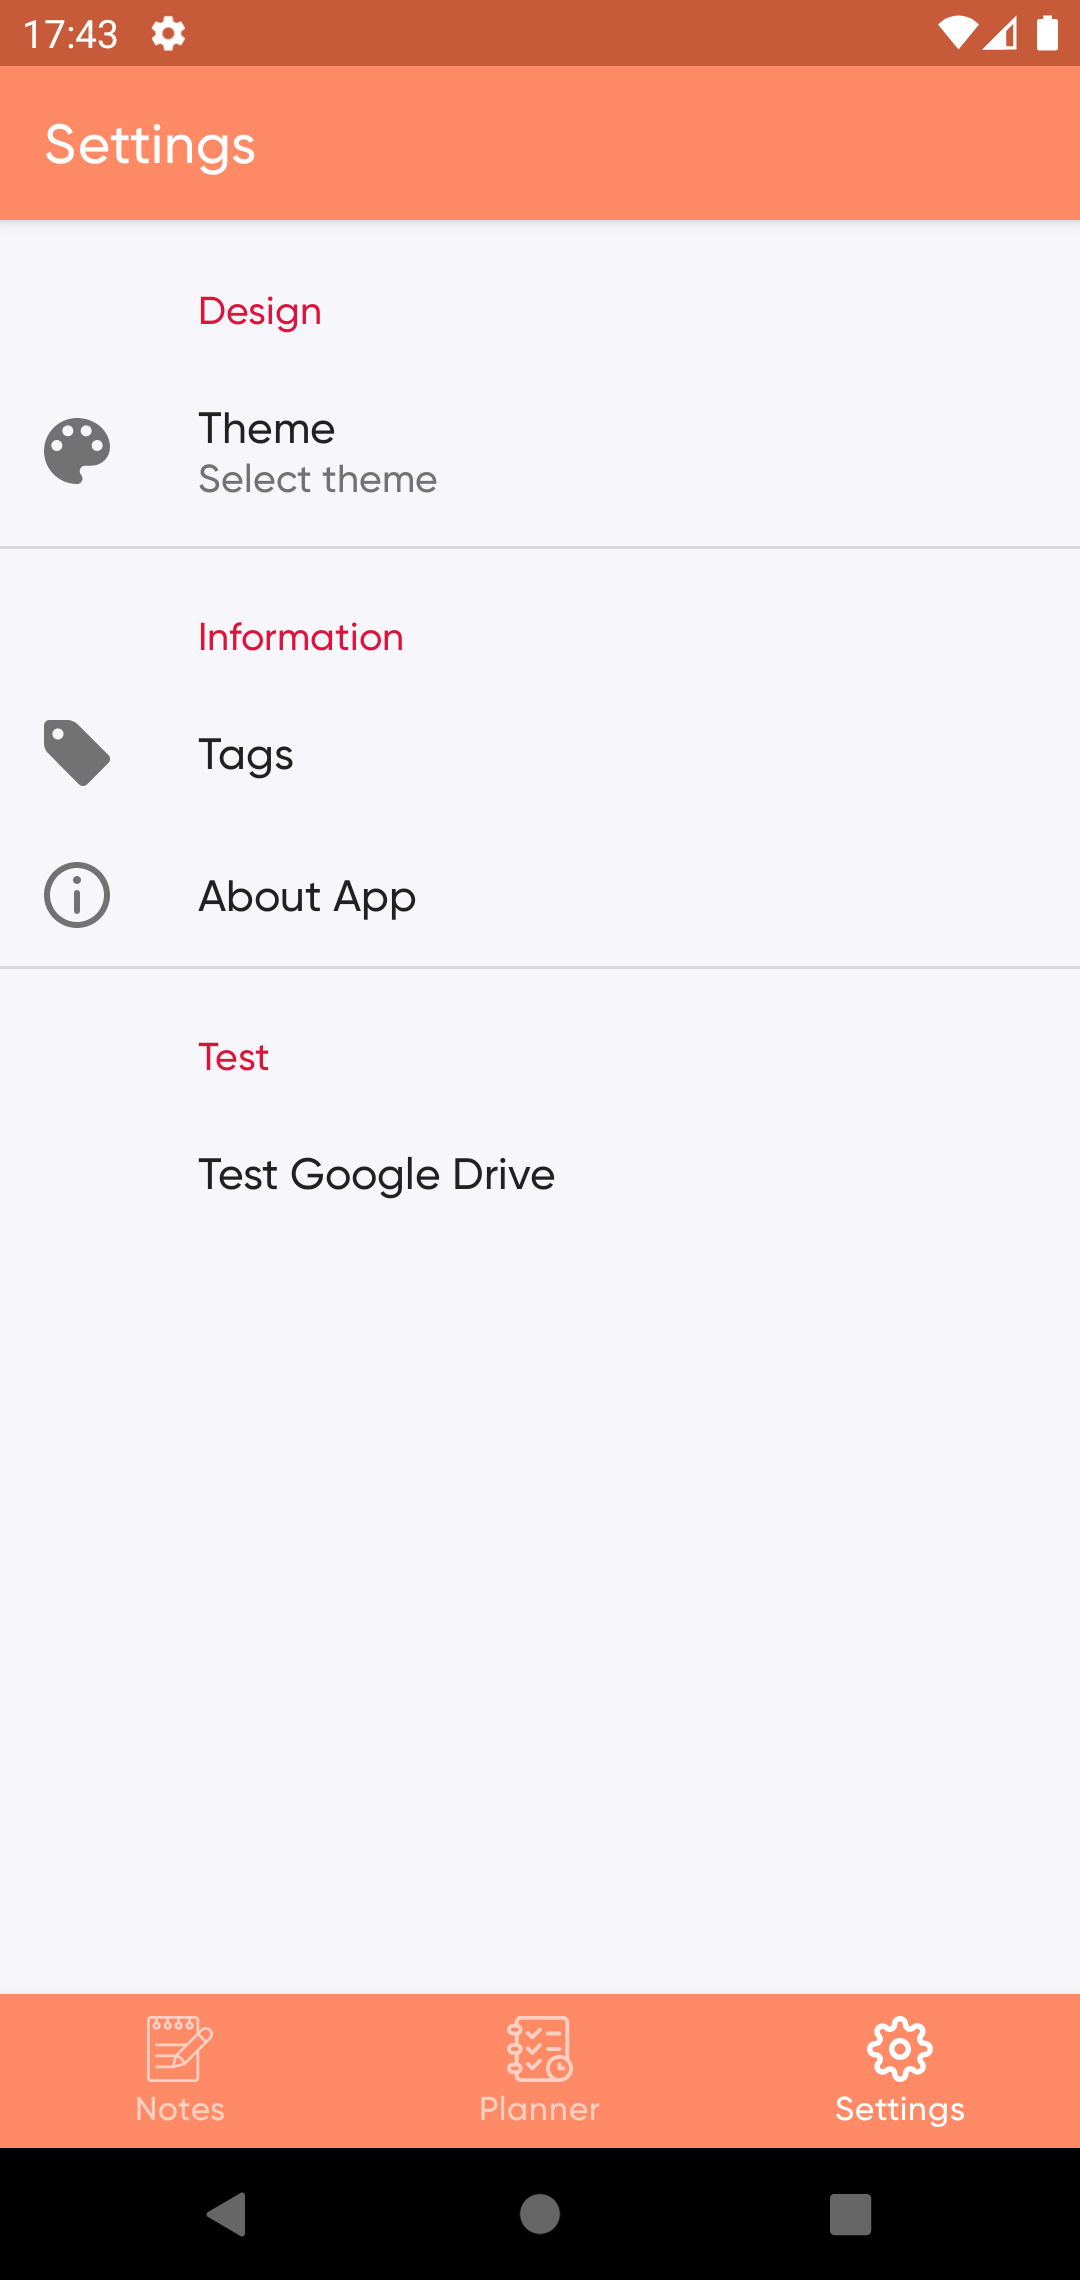 17:43
Settings
Design
Theme
Select theme
Information
Tags
About App
Test
Test Google Drive
Notes
Planner
Settings